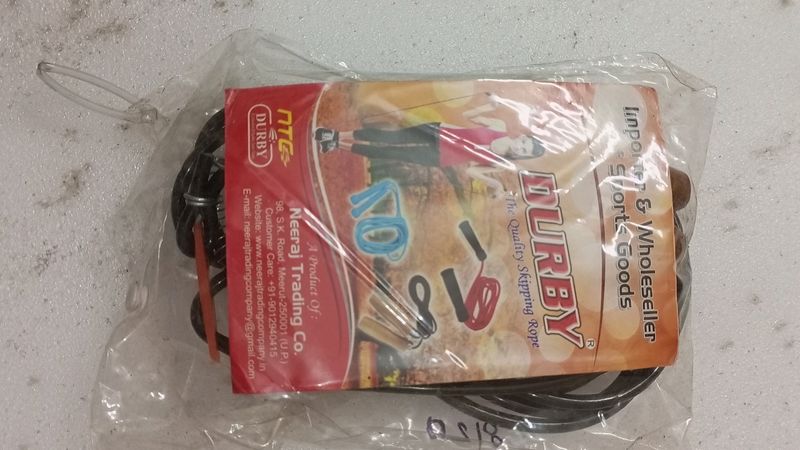 Importer & Wholeseller
Sports Goods
DURBY
®
The Quality Skipping Rope
NTC
DURBY
A Product Of :
Neeraj Trading Co.
98, S.K. Road, Meerut-250001 (U.P.)
Customer Care: +91-9012940415
Website: www.neerajtradingcompany.in
E-mail: neerajtradingcompany@gmail.com